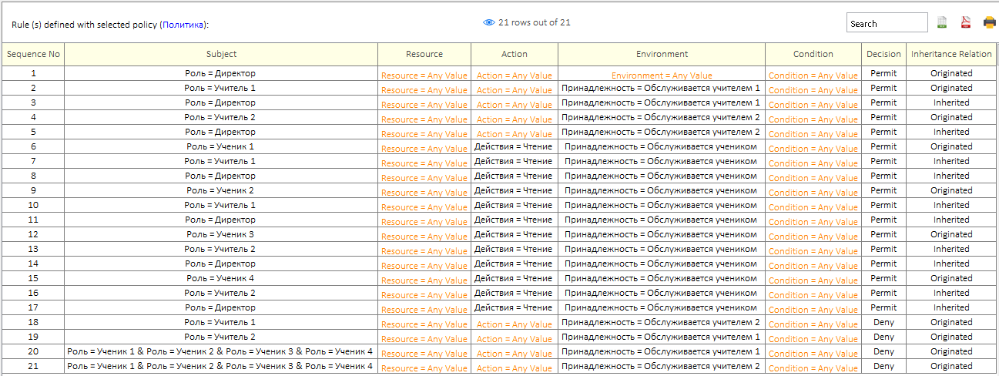 Rule (s) defined with selected policy (Политика): 21 rows out of 21 Search
Sequence No Subject Resource Action Environment Condition Decision Inheritance Relation
1 Роль = Директор Resource = Any Value Action = Any Value Environment = Any Value Condition = Any Value Permit Originated
2 Роль = Учитель 1 Resource = Any Value Action = Any Value Принадлежность = Обслуживается учителем 1 Condition = Any Value Permit Originated
3 Роль = Директор Resource = Any Value Action = Any Value Принадлежность = Обслуживается учителем 1 Condition = Any Value Permit Inherited
4 Роль = Учитель 2 Resource = Any Value Action = Any Value Принадлежность = Обслуживается учителем 2 Condition = Any Value Permit Originated
5 Роль = Директор Resource = Any Value Action = Any Value Принадлежность = Обслуживается учителем 2 Condition = Any Value Permit Inherited
6 Роль = Ученик 1 Resource = Any Value Действия = Чтение Принадлежность = Обслуживается учеником Condition = Any Value Permit Originated
7 Роль = Учитель 1 Resource = Any Value Действия = Чтение Принадлежность = Обслуживается учеником Condition = Any Value Permit Inherited
8 Роль = Директор Resource = Any Value Действия = Чтение Принадлежность = Обслуживается учеником Condition = Any Value Permit Inherited
9 Роль = Ученик 2 Resource = Any Value Действия = Чтение Принадлежность = Обслуживается учеником Condition = Any Value Permit Originated
10 Роль = Учитель 1 Resource = Any Value Действия = Чтение Принадлежность = Обслуживается учеником Condition = Any Value Permit Inherited
11 Роль = Директор Resource = Any Value Действия = Чтение Принадлежность = Обслуживается учеником Condition = Any Value Permit Inherited
12 Роль = Ученик 3 Resource = Any Value Действия = Чтение Принадлежность = Обслуживается учеником Condition = Any Value Permit Originated
13 Роль = Учитель 2 Resource = Any Value Действия = Чтение Принадлежность = Обслуживается учеником Condition = Any Value Permit Inherited
14 Роль = Директор Resource = Any Value Действия = Чтение Принадлежность = Обслуживается учеником Condition = Any Value Permit Inherited
15 Роль = Ученик 4 Resource = Any Value Действия = Чтение Принадлежность = Обслуживается учеником Condition = Any Value Permit Originated
16 Роль = Учитель 2 Resource = Any Value Действия = Чтение Принадлежность = Обслуживается учеником Condition = Any Value Permit Inherited
17 Роль = Директор Resource = Any Value Действия = Чтение Принадлежность = Обслуживается учеником Condition = Any Value Permit Inherited
18 Роль = Учитель 1 Resource = Any Value Action = Any Value Принадлежность = Обслуживается учителем 2 Condition = Any Value Deny Originated
19 Роль = Учитель 2 Resource = Any Value Action = Any Value Принадлежность = Обслуживается учителем 1 Condition = Any Value Deny Originated
20 Роль = Ученик 1 & Роль = Ученик 2 & Роль = Ученик 3 & Роль = Ученик 4 Resource = Any Value Action = Any Value Принадлежность = Обслуживается учителем 1 Condition = Any Value Deny Originated
21 Роль = Ученик 1 & Роль = Ученик 2 & Роль = Ученик 3 & Роль = Ученик 4 Resource = Any Value Action = Any Value Принадлежность = Обслуживается учителем 2 Condition = Any Value Deny Originated